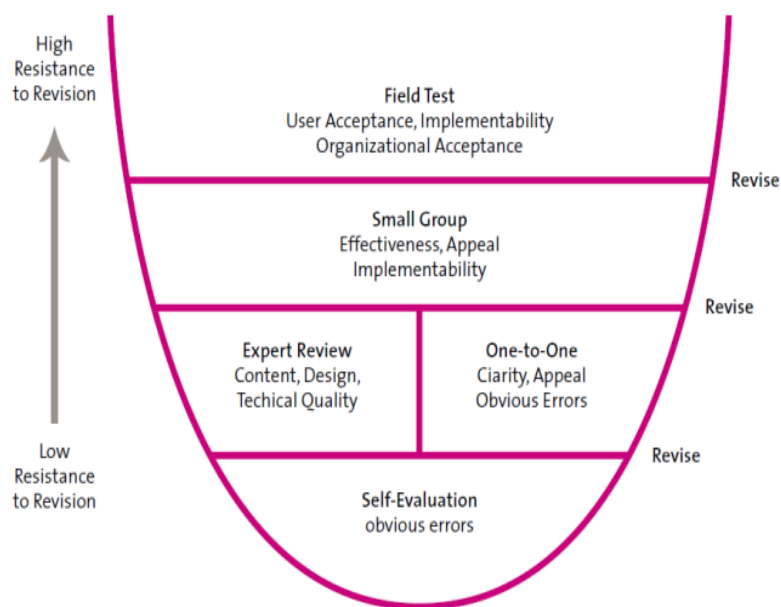 High
Resistance
to Revision
Field Test
User Acceptance, Implementability
Organizational Acceptance
Revise
Small Group
Effectiveness, Appeal
Implementability
Revise
Expert Review
Content, Design,
Techical Quality
One-to-One
Clarity, Appeal
Obvious Errors
Low
Resistance
to Revision
Revise
Self-Evaluation
obvious errors